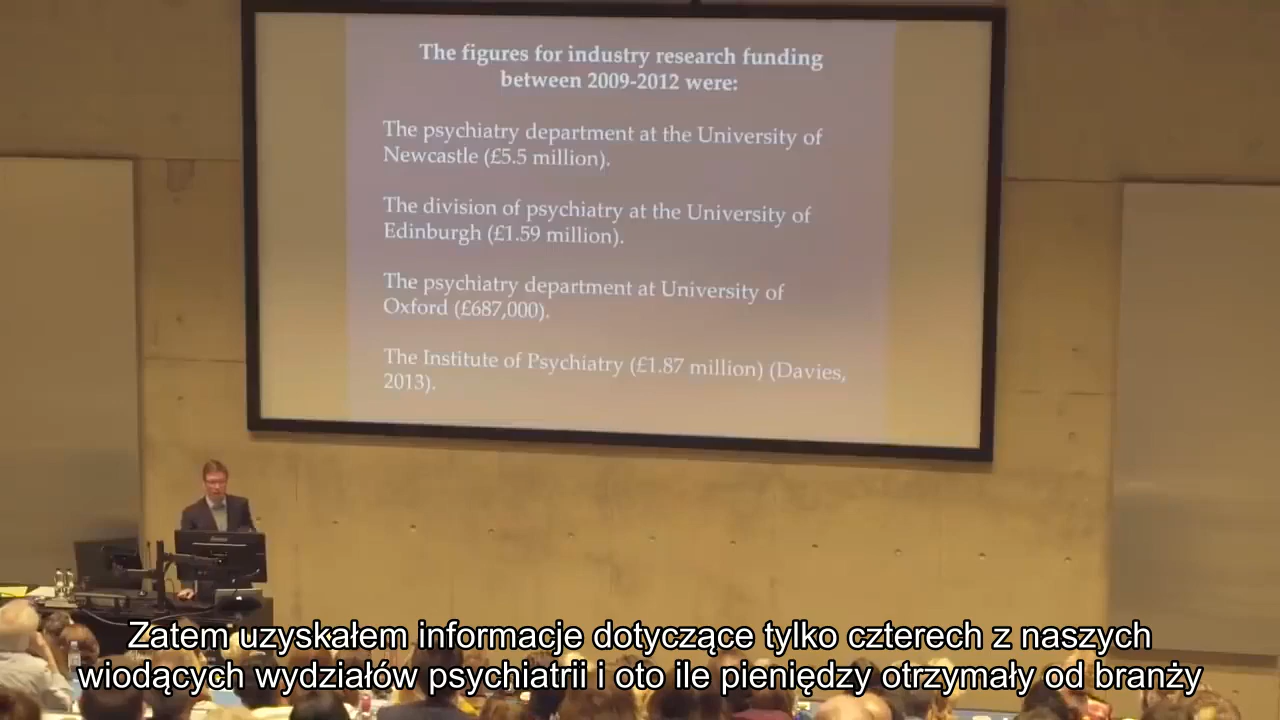 The figures for industry research funding
between 2009-2012 were:
The psychiatry department at the University of
Newcastle (£5.5 million).
The division of psychiatry at the University of
Edinburgh (£1.59 million).
The psychiatry department at University of
Oxford (£687,000).
The Institute of Psychiatry (£1.87 million) (Davies,
2013).
Zatem uzyskałem informacje dotyczące tylko czterech z naszych
wiodących wydziałów psychiatrii i oto ile pieniędzy otrzymały od branży